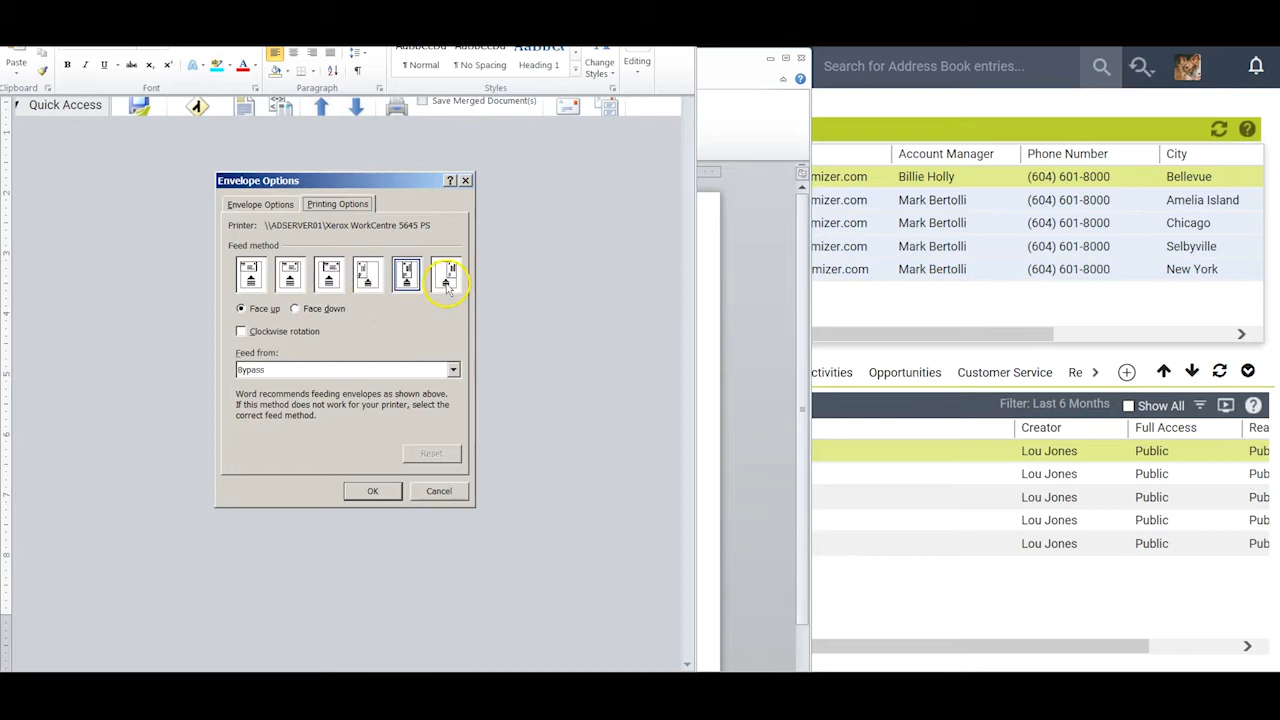 Paste
Clipboard
B I U abc x₂ x² A A
Font
Paragraph
¶ Normal ¶ No Spacing Heading 1
Change
Styles
Styles
Editing
Quick Access
Save Merged Document(s)
Envelope Options
Envelope Options Printing Options
Printer: \\ADSERVER01\Xerox WorkCentre 5645 PS
Feed method
Face up Face down
Clockwise rotation
Feed from:
Bypass
Word recommends feeding envelopes as shown above.
If this method does not work for your printer, select the
correct feed method.
Reset
OK Cancel
Search for Address Book entries...
Account Manager Phone Number City
mizer.com Billie Holly (604) 601-8000 Bellevue
mizer.com Mark Bertolli (604) 601-8000 Amelia Island
mizer.com Mark Bertolli (604) 601-8000 Chicago
mizer.com Mark Bertolli (604) 601-8000 Selbyville
mizer.com Mark Bertolli (604) 601-8000 New York
ctivities Opportunities Customer Service Re
Filter: Last 6 Months Show All
Creator Full Access Rea
Lou Jones Public Pub
Lou Jones Public Pub
Lou Jones Public Pub
Lou Jones Public Pub
Lou Jones Public Pub